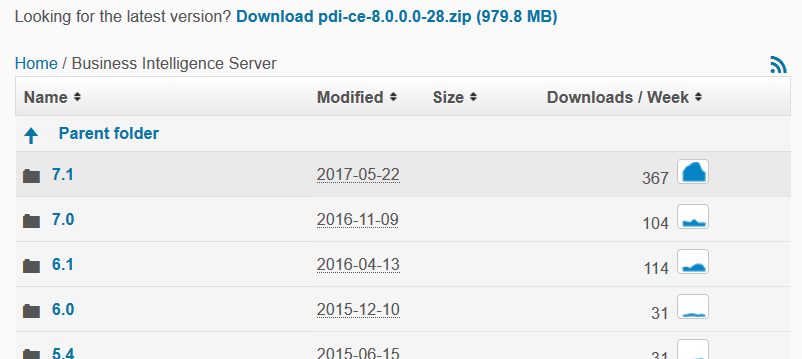 Looking for the latest version? Download pdi-ce-8.0.0.0-28.zip (979.8 MB)
Home / Business Intelligence Server
Name Modified Size Downloads / Week
Parent folder
7.1 2017-05-22 367
7.0 2016-11-09 104
6.1 2016-04-13 114
6.0 2015-12-10 31
5.4 2015-06-15 31